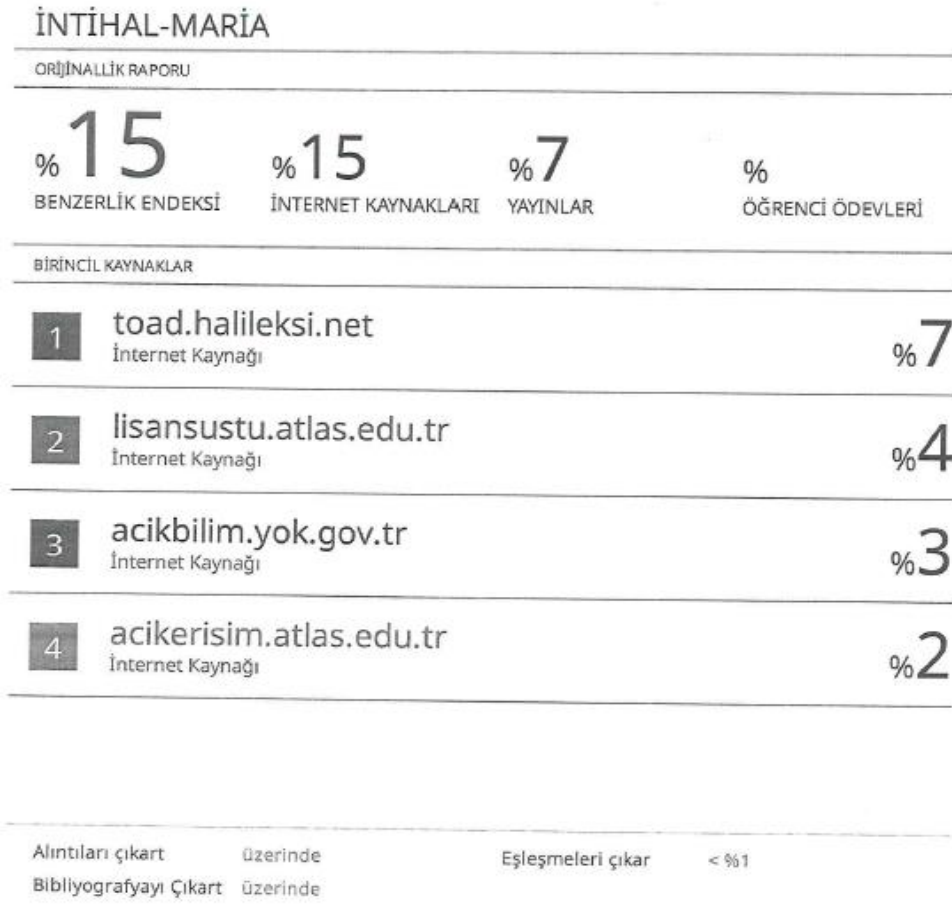 İNTİHAL-MARİA
ORİJİNALLİK RAPORU
%15 %15 %7 %
BENZERLİK ENDEKSİ İNTERNET KAYNAKLARI YAYINLAR ÖĞRENCİ ÖDEVLERİ
BİRİNCİL KAYNAKLAR
1 toad.halileksi.net
İnternet Kaynağı %7
2 lisansustu.atlas.edu.tr
İnternet Kaynağı %4
3 acikbilim.yok.gov.tr
İnternet Kaynağı %3
4 acikerisim.atlas.edu.tr
İnternet Kaynağı %2
Alıntıları çıkart üzerinde Eşleşmeleri çıkar < %1
Bibliyografyayı Çıkart üzerinde